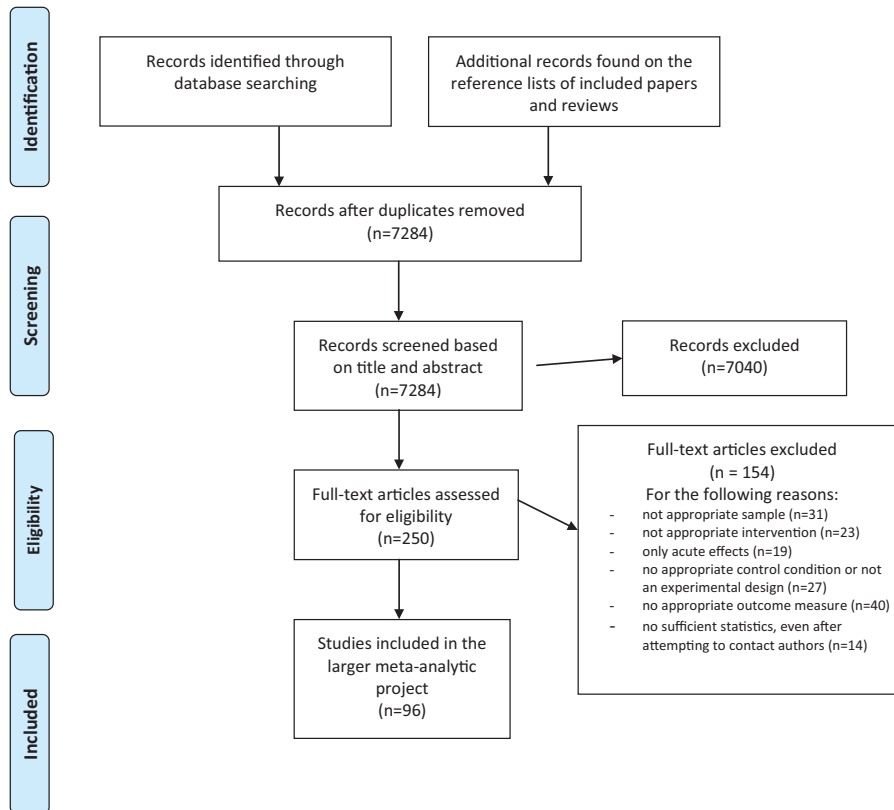 Identification
Records identified through
database searching
Additional records found on the
reference lists of included papers
and reviews
Records after duplicates removed
(n=7284)
Screening
Records screened based
on title and abstract
(n=7284)
Records excluded
(n=7040)
Eligibility
Full-text articles assessed
for eligibility
(n=250)
Full-text articles excluded
(n = 154)
For the following reasons:
- not appropriate sample (n=31)
- not appropriate intervention (n=23)
- only acute effects (n=19)
- no appropriate control condition or not
an experimental design (n=27)
- no appropriate outcome measure (n=40)
- no sufficient statistics, even after
attempting to contact authors (n=14)
Included
Studies included in the
larger meta-analytic
project
(n=96)